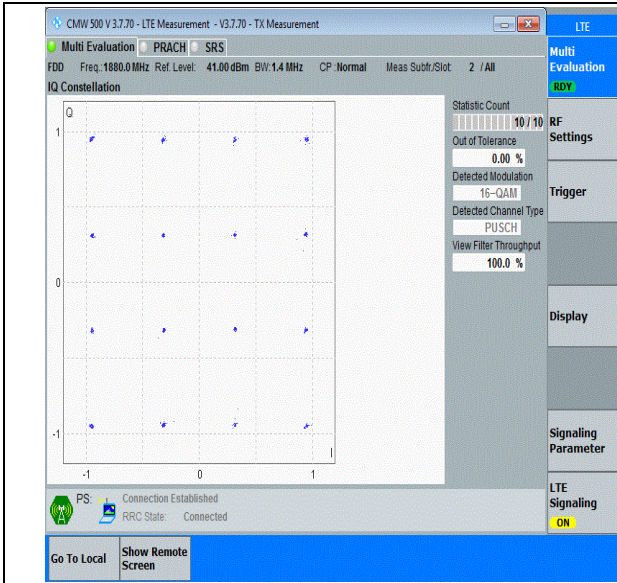 CMW 500 V 3.7.70 - LTE Measurement - V3.7.70 - TX Measurement
LTE
Multi Evaluation PRACH SRS
FDD Freq.:1880.0 MHz Ref. Level: 41.00 dBm BW:1.4 MHz CP :Normal Meas Subfr./Slot: 2 / All
IQ Constellation
Q
1
0
-1
I
-1 0 1
Statistic Count
10 / 10
Out of Tolerance
0.00 %
Detected Modulation
16-QAM
Detected Channel Type
PUSCH
View Filter Throughput
100.0 %
PS: Connection Established
RRC State: Connected
Multi
Evaluation
RDY
RF
Settings
Trigger
Display
Signaling
Parameter
LTE
Signaling
ON
Go To Local
Show Remote
Screen